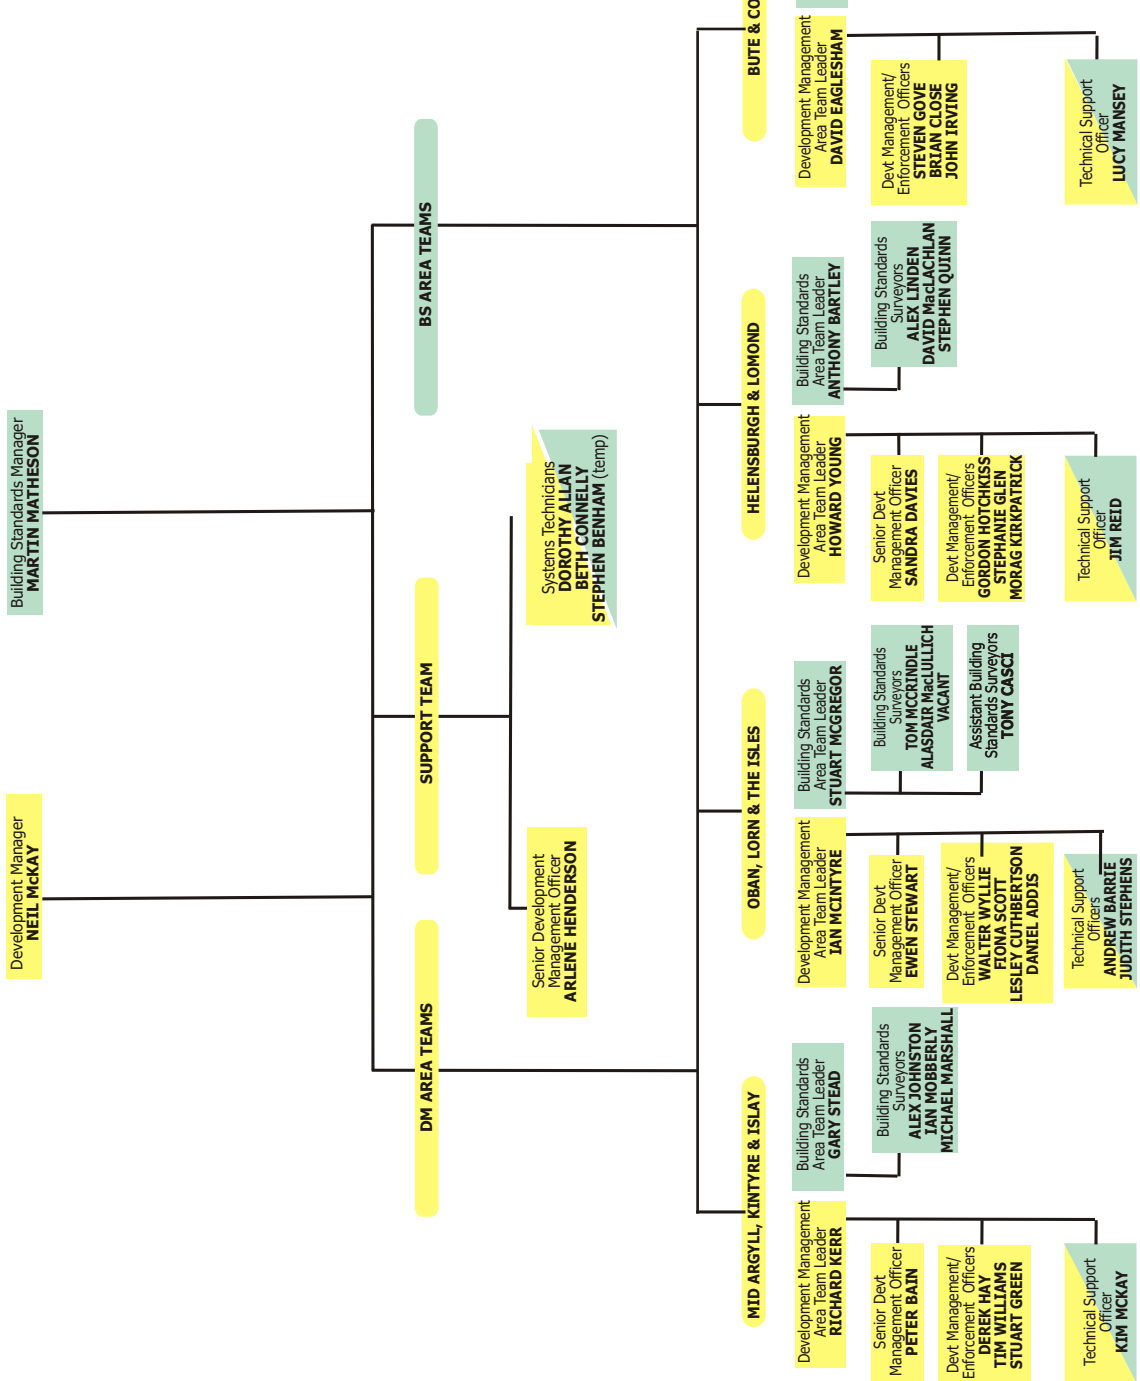 Development Manager
NEIL McKAY
Building Standards Manager
MARTIN MATHESON
DM AREA TEAMS
SUPPORT TEAM
BS AREA TEAMS
Senior Development
Management Officer
ARLENE HENDERSON
Systems Technicians
DOROTHY ALLAN
BETH CONNELLY
STEPHEN BENHAM (temp)
MID ARGYLL, KINTYRE & ISLAY
OBAN, LORN & THE ISLES
HELENSBURGH & LOMOND
BUTE & CO
Development Management
Area Team Leader
RICHARD KERR
Senior Devt
Management Officer
PETER BAIN
Devt Management/
Enforcement Officers
DEREK HAY
TIM WILLIAMS
STUART GREEN
Technical Support
Officer
KIM MCKAY
Building Standards
Area Team Leader
GARY STEAD
Building Standards
Surveyors
ALEX JOHNSTON
IAN MOBBERLY
MICHAEL MARSHALL
Development Management
Area Team Leader
IAN MCINTYRE
Senior Devt
Management Officer
EWEN STEWART
Devt Management/
Enforcement Officers
WALTER WYLLIE
FIONA SCOTT
LESLEY CUTHBERTSON
DANIEL ADDIS
Technical Support
Officers
ANDREW BARRIE
JUDITH STEPHENS
Building Standards
Area Team Leader
STUART MCGREGOR
Building Standards
Surveyors
TOM MCCRINDLE
ALASDAIR MacLULLICH
VACANT
Assistant Building
Standards Surveyors
TONY CASCI
Development Management
Area Team Leader
HOWARD YOUNG
Senior Devt
Management Officer
SANDRA DAVIES
Devt Management/
Enforcement Officers
GORDON HOTCHKISS
STEPHANIE GLEN
MORAG KIRKPATRICK
Technical Support
Officer
JIM REID
Building Standards
Area Team Leader
ANTHONY BARTLEY
Building Standards
Surveyors
ALEX LINDEN
DAVID MacLACHLAN
STEPHEN QUINN
Development Management
Area Team Leader
DAVID EAGLESHAM
Devt Management/
Enforcement Officers
STEVEN GOVE
BRIAN CLOSE
JOHN IRVING
Technical Support
Officer
LUCY MANSEY